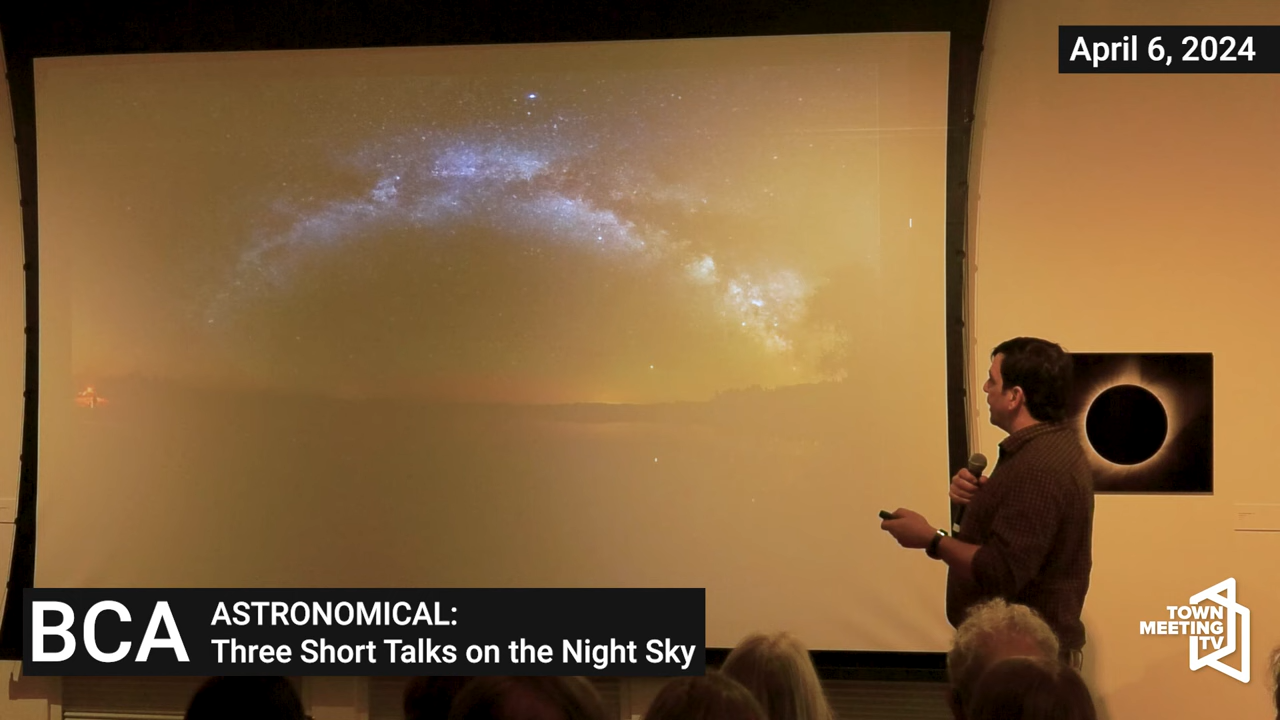 April 6, 2024
BCA
ASTRONOMICAL:
Three Short Talks on the Night Sky
TOWN
MEETING
TV